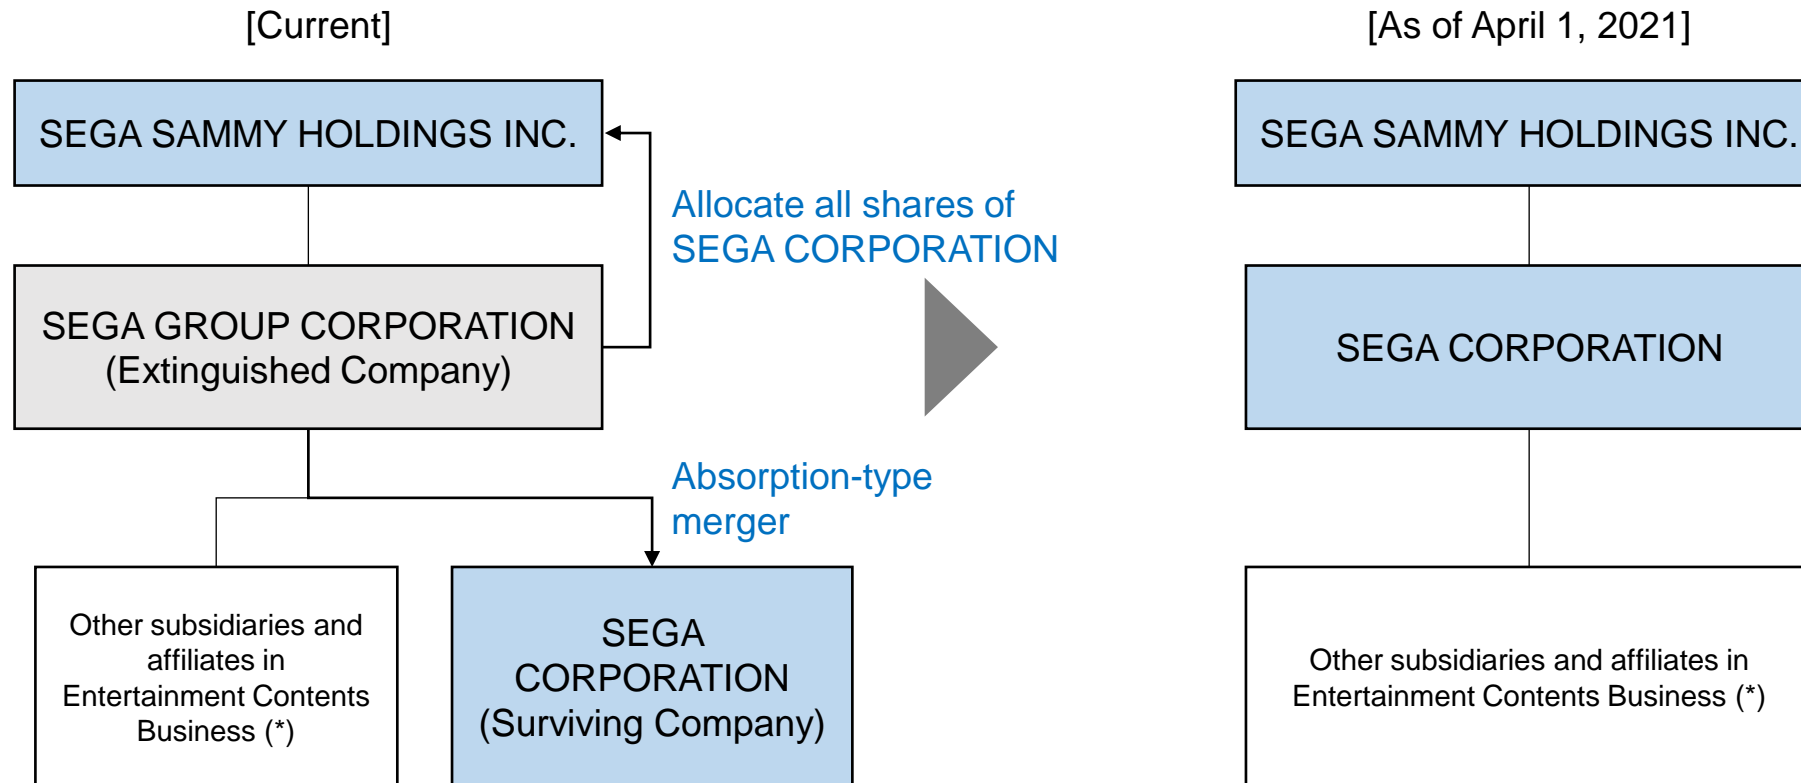 [Current]
SEGA SAMMY HOLDINGS INC.
Allocate all shares of
SEGA CORPORATION
SEGA GROUP CORPORATION
(Extinguished Company)
Absorption-type
merger
Other subsidiaries and
affiliates in
Entertainment Contents
Business (*)
SEGA
CORPORATION
(Surviving Company)
[As of April 1, 2021]
SEGA SAMMY HOLDINGS INC.
SEGA CORPORATION
Other subsidiaries and affiliates in
Entertainment Contents Business (*)